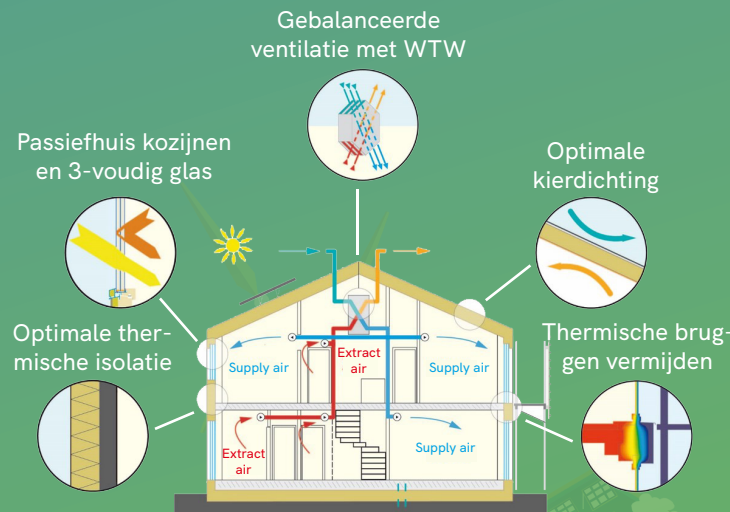 Gebalanceerde
ventilatie met WTW
Passiefhuis kozijnen
en 3-voudig glas
Optimale
kierdichting
Optimale ther-
mische isolatie
Thermische brug-
gen vermijden
Supply air
Extract
air
Supply air
Extract
air
Supply air